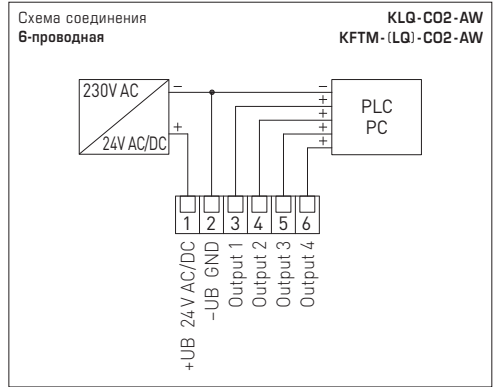 Схема соединения
6-проводная
KLQ-CO2-AW
KFTM-(LQ)-CO2-AW
230V AC
24V AC/DC
−
+
−
+
+
+
+
PLC
PC
1
2
3
4
5
6
+UB 24V AC/DC
−UB GND
Output 1
Output 2
Output 3
Output 4